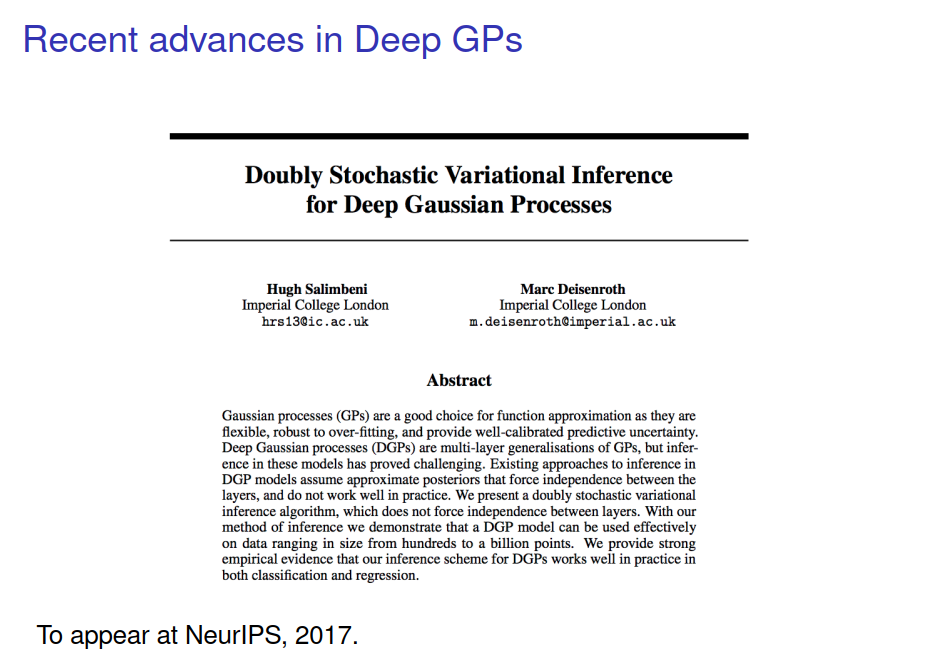 Recent advances in Deep GPs
Doubly Stochastic Variational Inference
for Deep Gaussian Processes
Hugh Salimbeni
Imperial College London
hrs13@ic.ac.uk
Marc Deisenroth
Imperial College London
m.deisenroth@imperial.ac.uk
Abstract
Gaussian processes (GPs) are a good choice for function approximation as they are
flexible, robust to over-fitting, and provide well-calibrated predictive uncertainty.
Deep Gaussian processes (DGPs) are multi-layer generalisations of GPs, but infer-
ence in these models has proved challenging. Existing approaches to inference in
DGP models assume approximate posteriors that force independence between the
layers, and do not work well in practice. We present a doubly stochastic variational
inference algorithm, which does not force independence between layers. With our
method of inference we demonstrate that a DGP model can be used effectively
on data ranging in size from hundreds to a billion points. We provide strong
empirical evidence that our inference scheme for DGPs works well in practice in
both classification and regression.
To appear at NeurIPS, 2017.